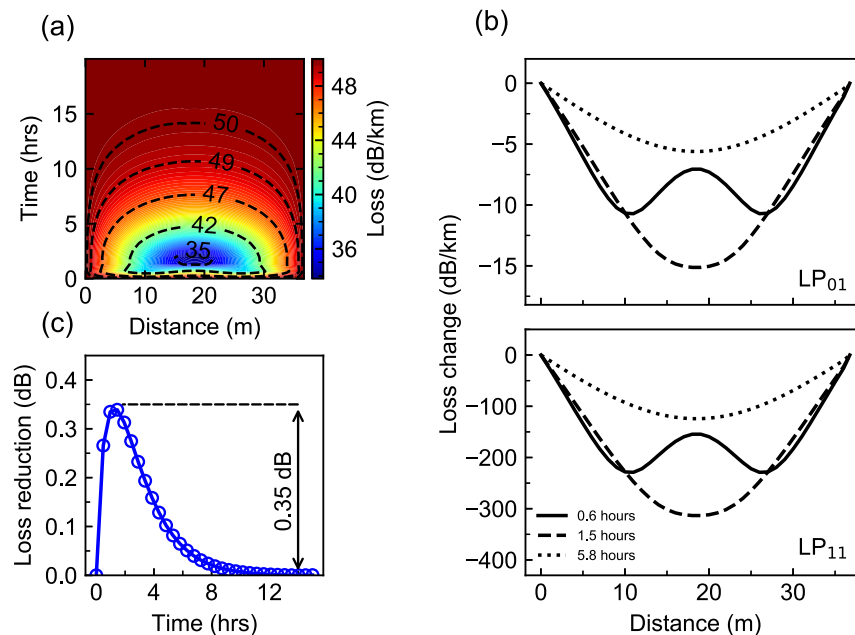 (a)
50
49
47
42
35
15
10
5
0
Time (hrs)
0 10 20 30
Distance (m)
48
44
40
36
Loss (dB/km)
(b)
0
−5
−10
−15
LP01
0
−100
−200
−300
−400
0.6 hours
1.5 hours
5.8 hours
LP11
Loss change (dB/km)
0 10 20 30
Distance (m)
(c)
0.4
0.3
0.2
0.1
0.0
Loss reduction (dB)
0.35 dB
0 4 8 12
Time (hrs)